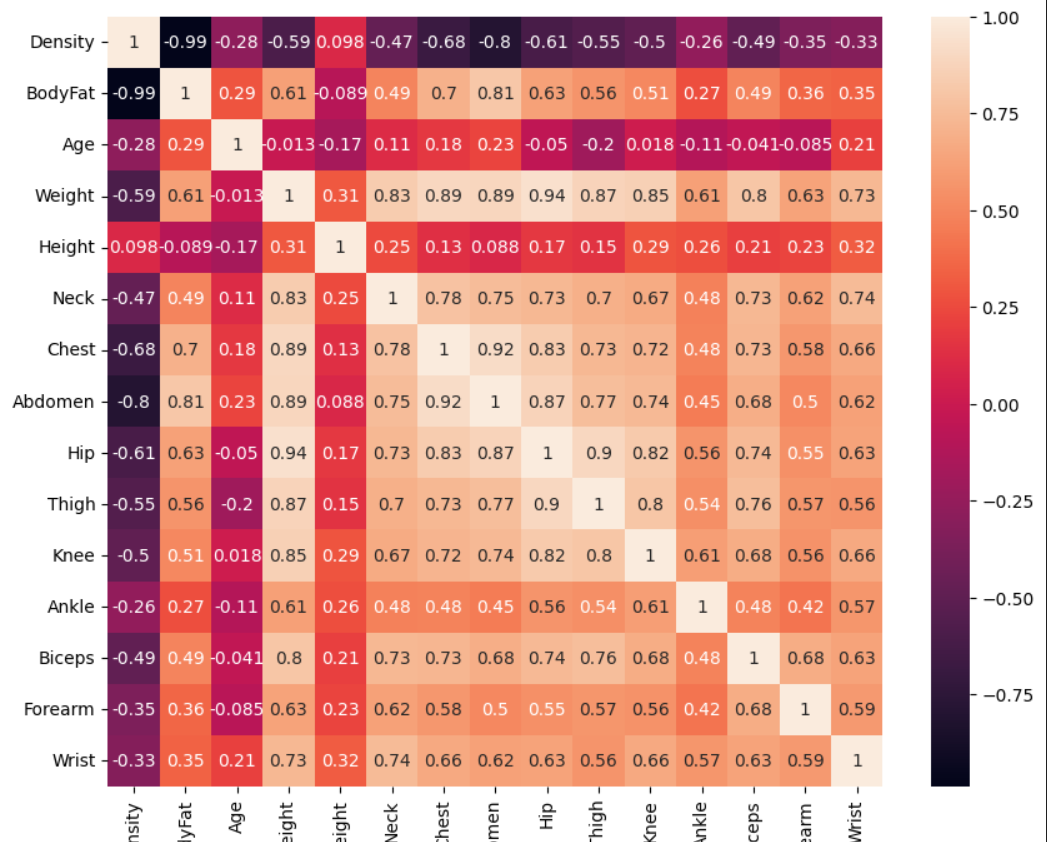 Density 1 -0.99 -0.28 -0.59 0.098 -0.47 -0.68 -0.8 -0.61 -0.55 -0.5 -0.26 -0.49 -0.35 -0.33
BodyFat -0.99 1 0.29 0.61 -0.089 0.49 0.7 0.81 0.63 0.56 0.51 0.27 0.49 0.36 0.35
Age -0.28 0.29 1 -0.013 -0.17 0.11 0.18 0.23 -0.05 -0.2 0.018 -0.11 -0.041 -0.085 0.21
Weight -0.59 0.61 -0.013 1 0.31 0.83 0.89 0.89 0.94 0.87 0.85 0.61 0.8 0.63 0.73
Height 0.098 -0.089 -0.17 0.31 1 0.25 0.13 0.088 0.17 0.15 0.29 0.26 0.21 0.23 0.32
Neck -0.47 0.49 0.11 0.83 0.25 1 0.78 0.75 0.73 0.7 0.67 0.48 0.73 0.62 0.74
Chest -0.68 0.7 0.18 0.89 0.13 0.78 1 0.92 0.83 0.73 0.72 0.48 0.73 0.58 0.66
Abdomen -0.8 0.81 0.23 0.89 0.088 0.75 0.92 1 0.87 0.77 0.74 0.45 0.68 0.5 0.62
Hip -0.61 0.63 -0.05 0.94 0.17 0.73 0.83 0.87 1 0.9 0.82 0.56 0.74 0.55 0.63
Thigh -0.55 0.56 -0.2 0.87 0.15 0.7 0.73 0.77 0.9 1 0.8 0.54 0.76 0.57 0.56
Knee -0.5 0.51 0.018 0.85 0.29 0.67 0.72 0.74 0.82 0.8 1 0.61 0.68 0.56 0.66
Ankle -0.26 0.27 -0.11 0.61 0.26 0.48 0.48 0.45 0.56 0.54 0.61 1 0.48 0.42 0.57
Biceps -0.49 0.49 -0.041 0.8 0.21 0.73 0.73 0.68 0.74 0.76 0.68 0.48 1 0.68 0.63
Forearm -0.35 0.36 -0.085 0.63 0.23 0.62 0.58 0.5 0.55 0.57 0.56 0.42 0.68 1 0.59
Wrist -0.33 0.35 0.21 0.73 0.32 0.74 0.66 0.62 0.63 0.56 0.66 0.57 0.63 0.59 1
nsity
lyFat
Age
eight
eight
Neck
Chest
omen
Hip
Thigh
Knee
Ankle
ceps
earm
Wrist
1.00
0.75
0.50
0.25
0.00
−0.25
−0.50
−0.75